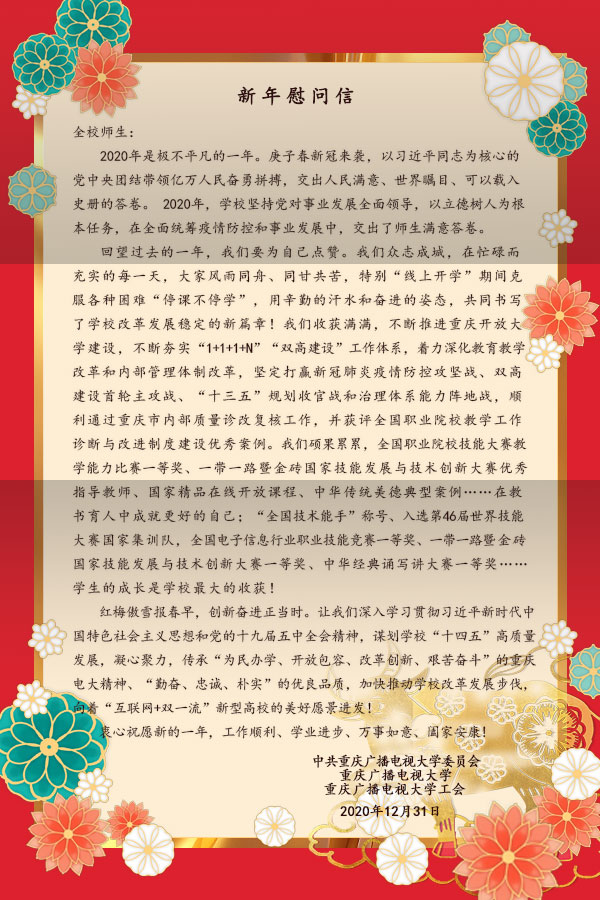 新年慰问信
全校师生：
2020年是极不平凡的一年。庚子春新冠来袭，以习近平同志为核心的
党中央团结带领亿万人民奋勇拼搏，交出人民满意、世界瞩目、可以载入
史册的答卷。 2020年，学校坚持党对事业发展全面领导，以立德树人为根
本任务，在全面统筹疫情防控和事业发展中，交出了师生满意答卷。
回望过去的一年，我们要为自己点赞。我们众志成城，在忙碌而
充实的每一天，大家风雨同舟、同甘共苦，特别“线上开学”期间克
服各种困难“停课不停学”，用辛勤的汗水和奋进的姿态，共同书写
了学校改革发展稳定的新篇章！我们收获满满，不断推进重庆开放大
学建设，不断夯实“1+1+1+N”“双高建设”工作体系，着力深化教育教学
改革和内部管理体制改革，坚定打赢新冠肺炎疫情防控攻坚战、双高
建设首轮主攻战、“十三五”规划收官战和治理体系能力阵地战，顺
利通过重庆市内部质量诊改复核工作，并获评全国职业院校教学工作
诊断与改进制度建设优秀案例。我们硕果累累，全国职业院校技能大赛教
学能力比赛一等奖、一带一路暨金砖国家技能发展与技术创新大赛优秀
指导教师、国家精品在线开放课程、中华传统美德典型案例……在教
书育人中成就更好的自己；“全国技术能手”称号、入选第46届世界技能
大赛国家集训队，全国电子信息行业职业技能竞赛一等奖、一带一路暨金砖
国家技能发展与技术创新大赛一等奖、中华经典诵写讲大赛一等奖……
学生的成长是学校最大的收获！
红梅傲雪报春早，创新奋进正当时。让我们深入学习贯彻习近平新时代中
国特色社会主义思想和党的十九届五中全会精神，谋划学校“十四五”高质量
发展，凝心聚力，传承“为民办学、开放包容、改革创新、艰苦奋斗”的重庆
电大精神、“勤奋、忠诚、朴实”的优良品质，加快推动学校改革发展步伐，
向着“互联网+双一流”新型高校的美好愿景进发！
衷心祝愿新的一年，工作顺利、学业进步、万事如意、阖家安康！
中共重庆广播电视大学委员会
重庆广播电视大学
重庆广播电视大学工会
2020年12月31日